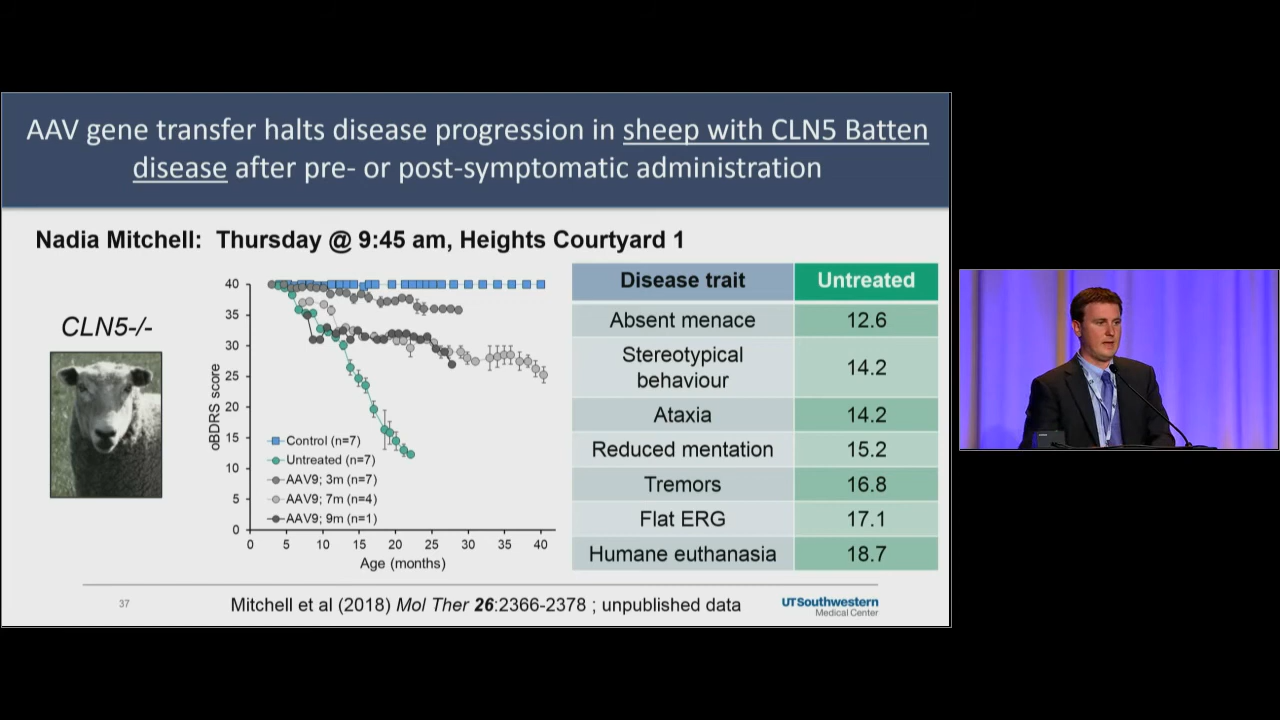 AAV gene transfer halts disease progression in sheep with CLN5 Batten
disease after pre- or post-symptomatic administration
Nadia Mitchell: Thursday @ 9:45 am, Heights Courtyard 1
CLN5-/-
oBDRS score
40
35
30
25
20
15
10
5
0
Control (n=7)
Untreated (n=7)
AAV9; 3m (n=7)
AAV9; 7m (n=4)
AAV9; 9m (n=1)
0 5 10 15 20 25 30 35 40
Age (months)
Disease trait Untreated
Absent menace 12.6
Stereotypical
behaviour 14.2
Ataxia 14.2
Reduced mentation 15.2
Tremors 16.8
Flat ERG 17.1
Humane euthanasia 18.7
37
Mitchell et al (2018) Mol Ther 26:2366-2378 ; unpublished data
UTSouthwestern
Medical Center